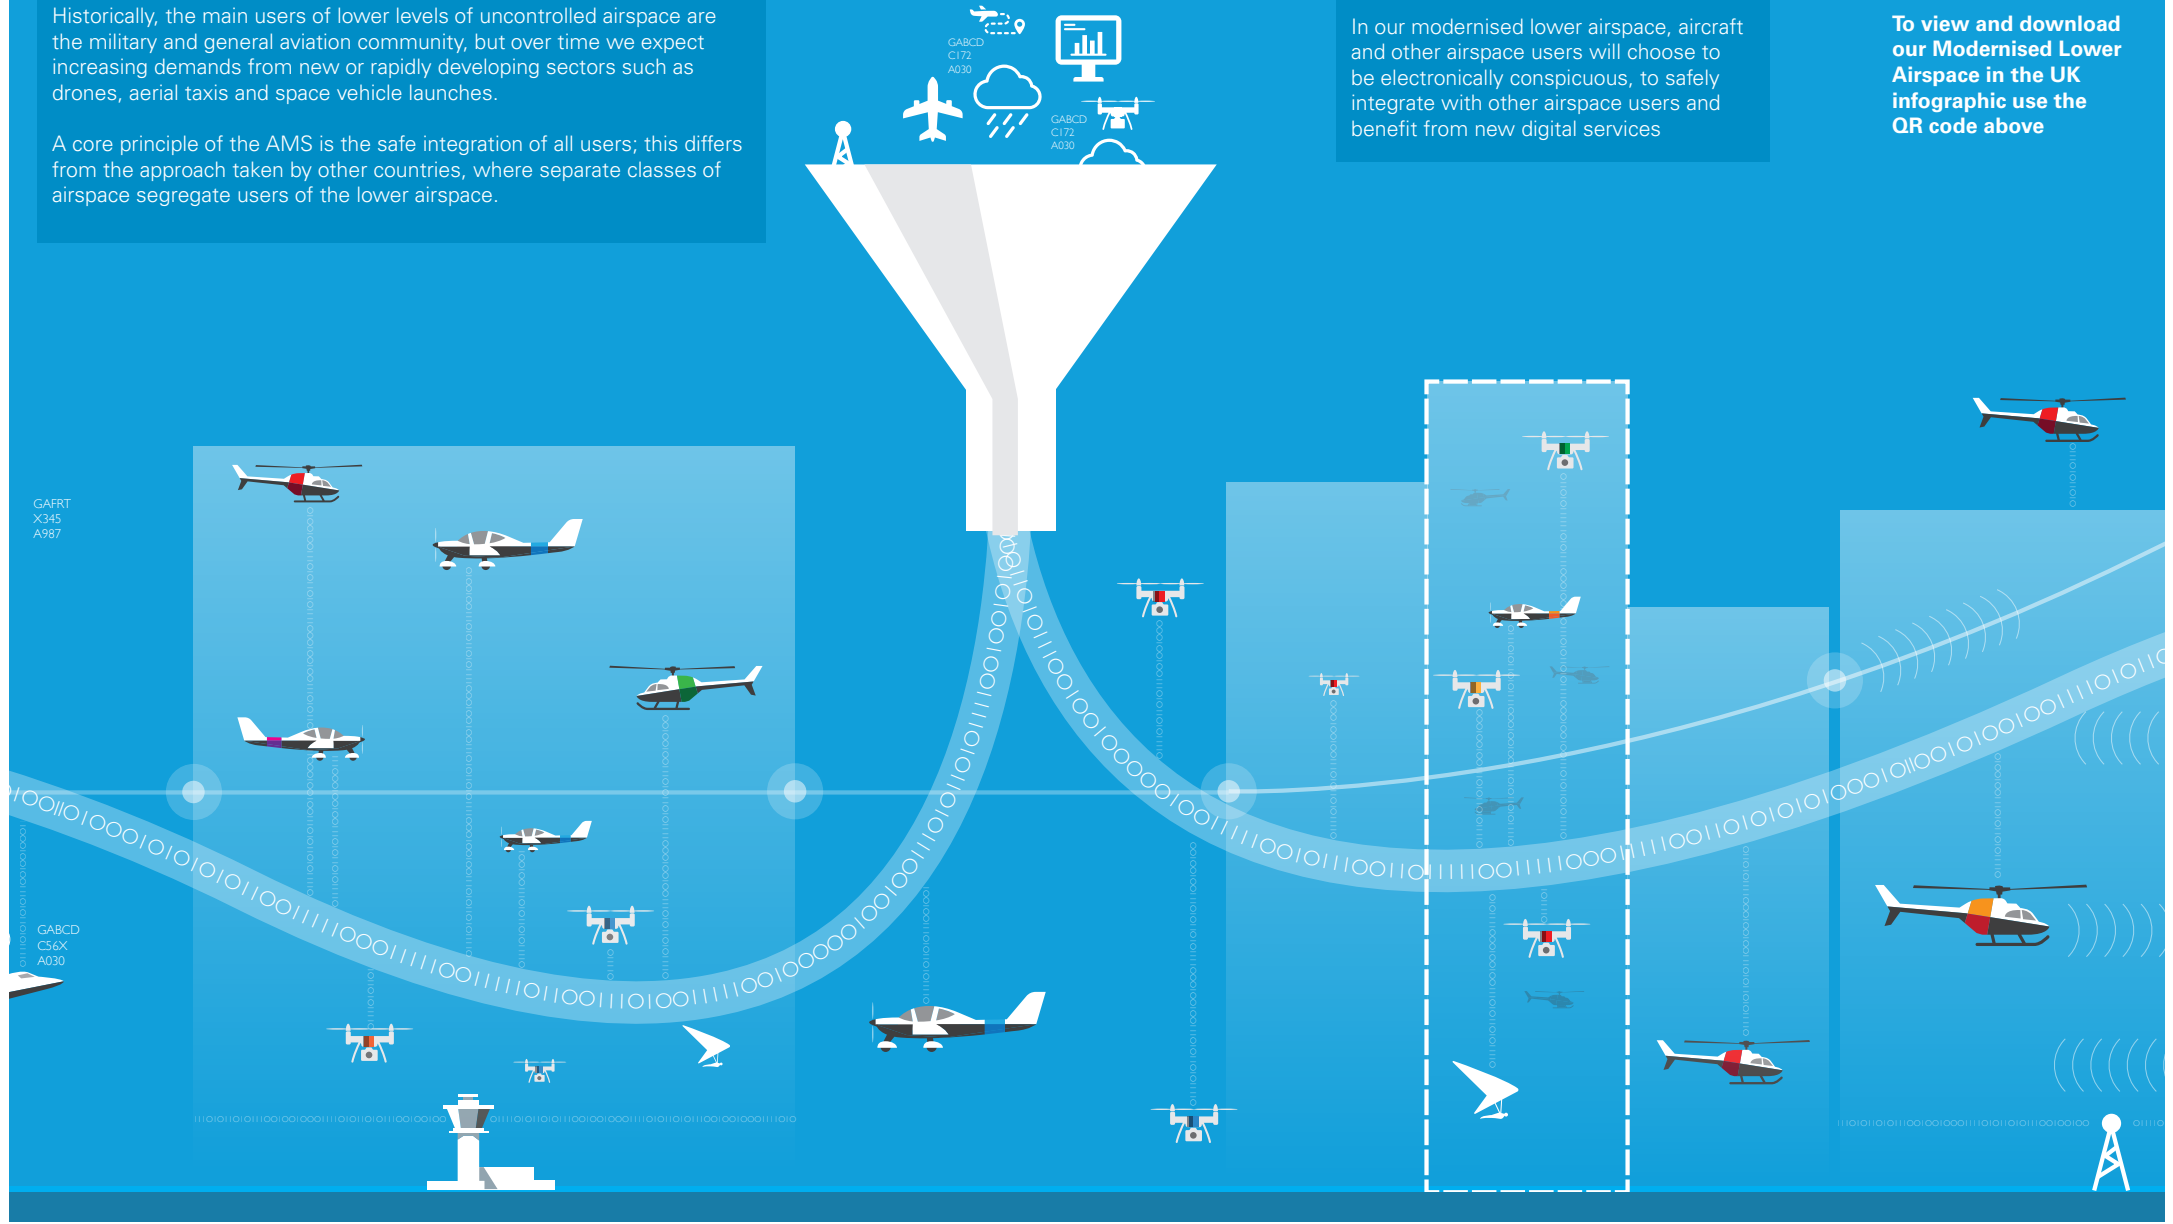 Historically, the main users of lower levels of uncontrolled airspace are
the military and general aviation community, but over time we expect
increasing demands from new or rapidly developing sectors such as
drones, aerial taxis and space vehicle launches.
A core principle of the AMS is the safe integration of all users; this differs
from the approach taken by other countries, where separate classes of
airspace segregate users of the lower airspace.
GABCD
C172
A030
GABCD
C172
A030
In our modernised lower airspace, aircraft
and other airspace users will choose to
be electronically conspicuous, to safely
integrate with other airspace users and
benefit from new digital services
To view and download
our Modernised Lower
Airspace in the UK
infographic use the
QR code above
GAFRT
X345
A987
GABCD
C56X
A030